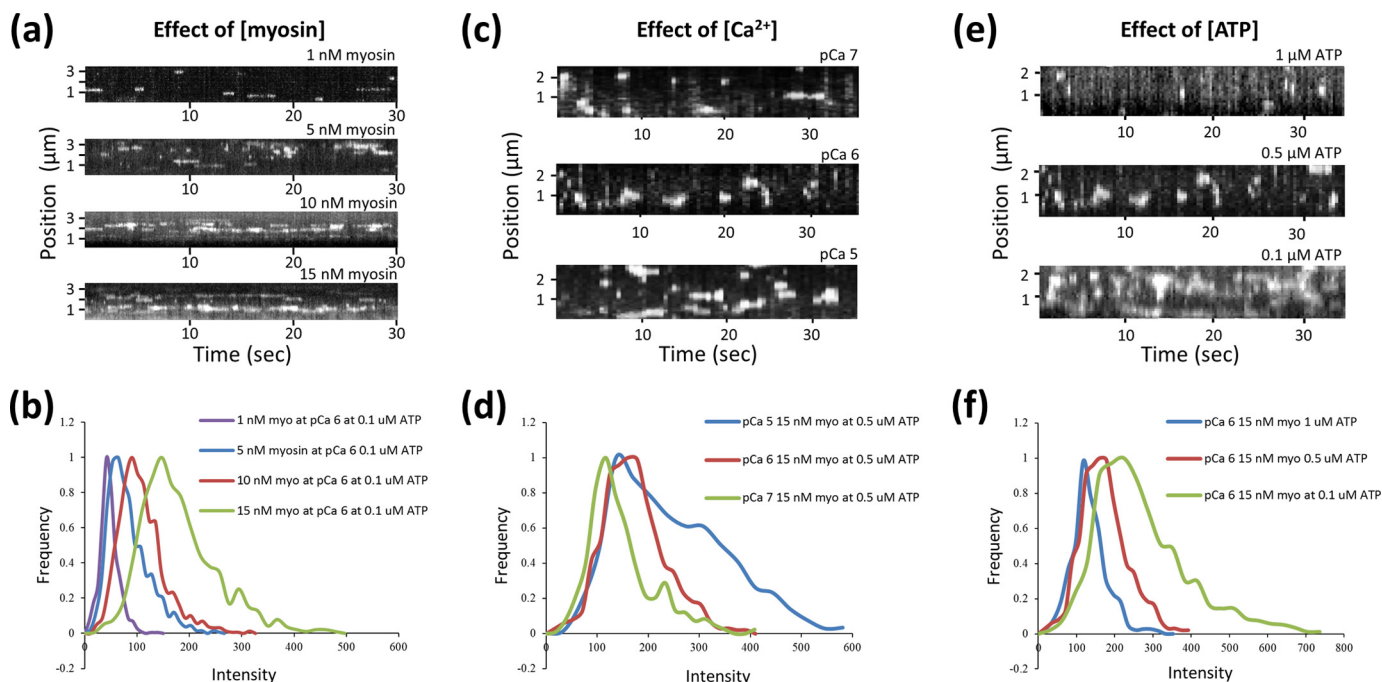 (a)
Effect of [myosin]
1 nM myosin
3
1
10
20
30
5 nM myosin
3
1
10
20
30
10 nM myosin
3
1
10
20
30
15 nM myosin
3
1
10
20
30
Position (µm)
Time (sec)
(c)
Effect of [Ca²⁺]
pCa 7
2
1
10
20
30
pCa 6
2
1
10
20
30
pCa 5
2
1
10
20
30
Position (µm)
Time (sec)
(e)
Effect of [ATP]
1 µM ATP
2
1
10
20
30
0.5 µM ATP
2
1
10
20
30
0.1 µM ATP
2
1
10
20
30
Position (µm)
Time (sec)
(b)
1.2
1
0.8
0.6
0.4
0.2
0
-0.2
Frequency
1 nM myo at pCa 6 at 0.1 uM ATP
5 nM myosin at pCa 6 0.1 uM ATP
10 nM myo at pCa 6 at 0.1 uM ATP
15 nM myo at pCa 6 at 0.1 uM ATP
0 100 200 300 400 500 600
Intensity
(d)
1.2
1
0.8
0.6
0.4
0.2
0
-0.2
Frequency
pCa 5 15 nM myo at 0.5 uM ATP
pCa 6 15 nM myo at 0.5 uM ATP
pCa 7 15 nM myo at 0.5 uM ATP
0 100 200 300 400 500 600
Intensity
(f)
1.2
1
0.8
0.6
0.4
0.2
0
-0.2
Frequency
pCa 6 15 nM myo 1 uM ATP
pCa 6 15 nM myo 0.5 uM ATP
pCa 6 15 nM myo at 0.1 uM ATP
0 100 200 300 400 500 600 700 800
Intensity